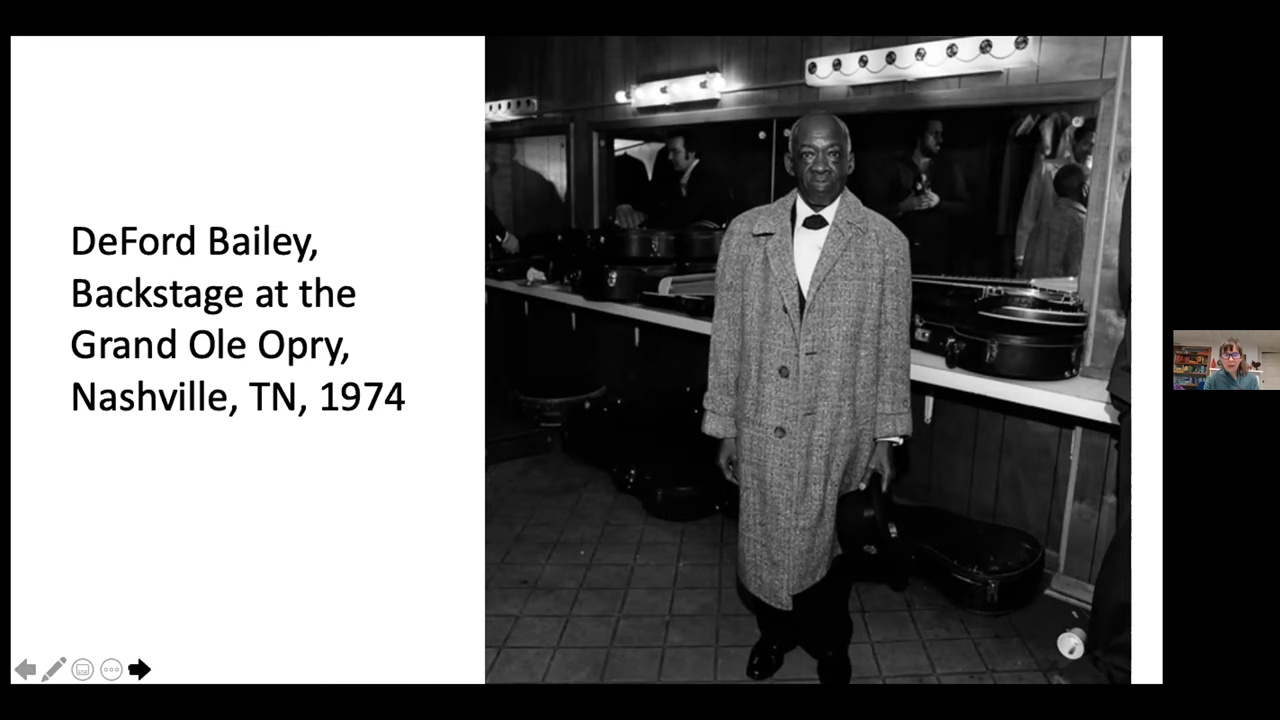 DeFord Bailey,
Backstage at the
Grand Ole Opry,
Nashville, TN, 1974